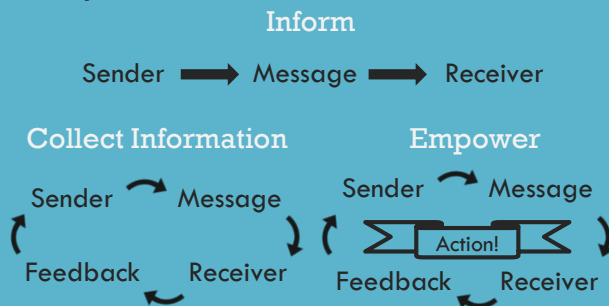 Inform
Sender Message Receiver
Collect Information
Sender Message
Feedback Receiver
Empower
Sender Message
Action!
Feedback Receiver